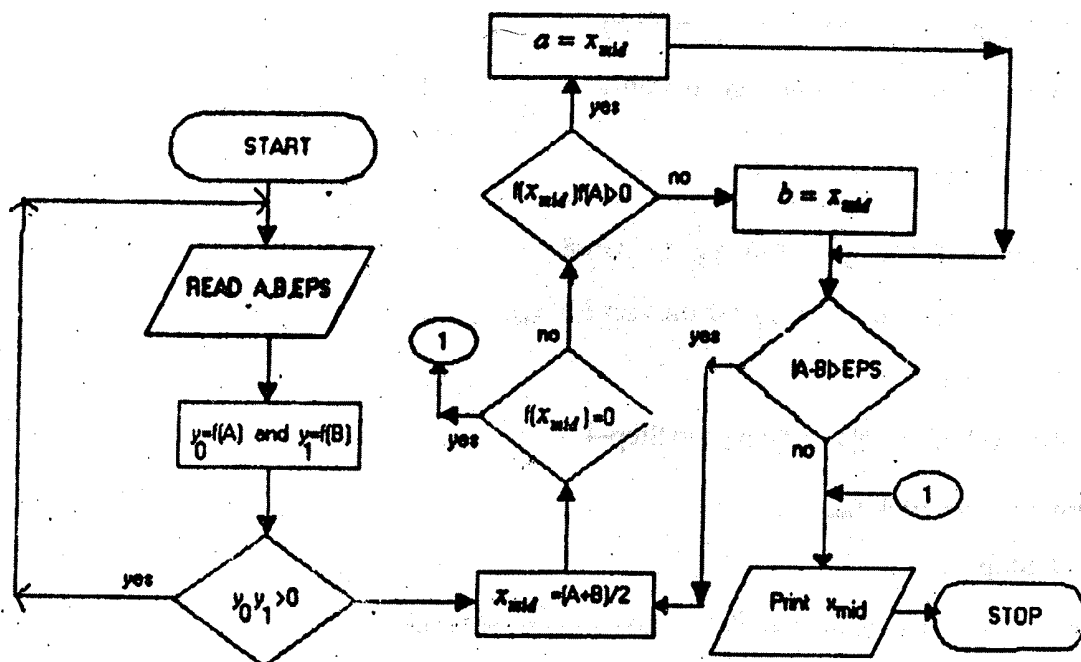 START
READ A,B,EPS
y₀=f(A) and y₁=f(B)
y₀y₁>0
yes
x_mid=(A+B)/2
f(x_mid)=0
yes
1
no
f(x_mid)f(A)>0
yes
a = x_mid
no
b = x_mid
|A-B|>EPS
yes
no
1
Print x_mid
STOP